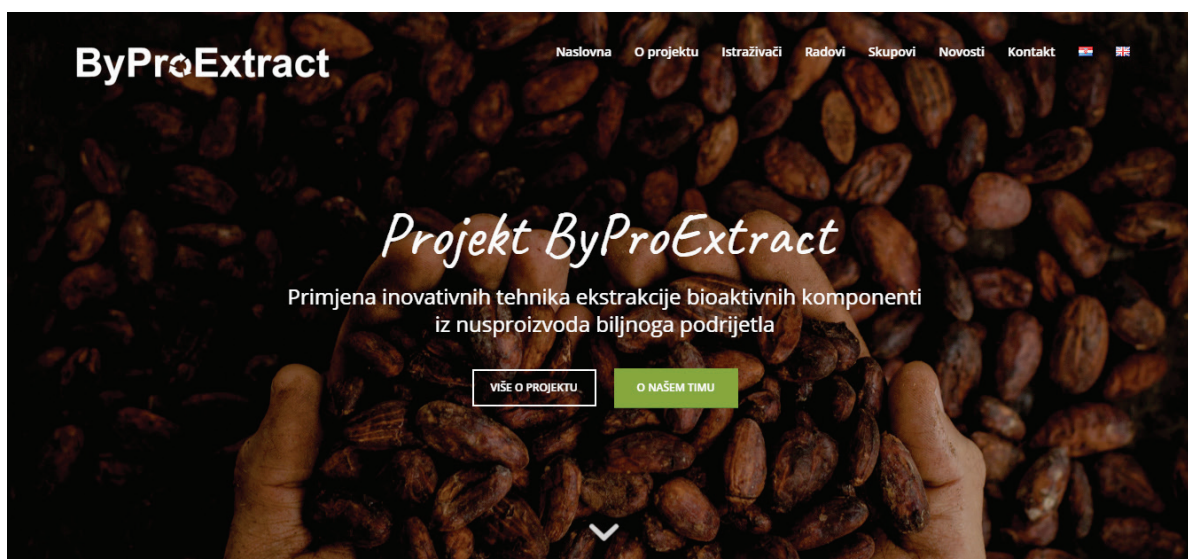 ByProExtract
Naslovna O projektu Istraživači Radovi Skupovi Novosti Kontakt
Projekt ByProExtract
Primjena inovativnih tehnika ekstrakcije bioaktivnih komponenti
iz nusproizvoda biljnoga podrijetla
VIŠE O PROJEKTU O NAŠEM TIMU